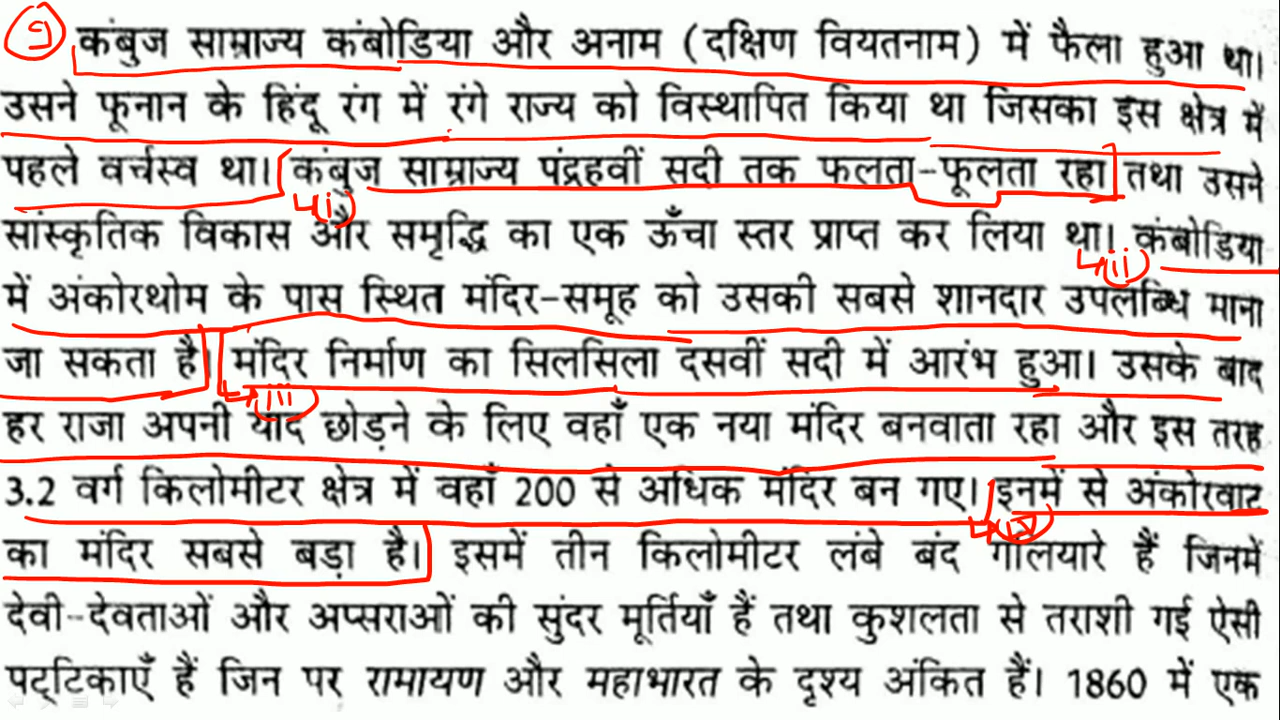 ९ कंबुज साम्राज्य कंबोडिया और अनाम (दक्षिण वियतनाम) में फैला हुआ था।
उसने फूनान के हिंदू रंग में रंगे राज्य को विस्थापित किया था जिसका इस क्षेत्र में
पहले वर्चस्व था। कंबुज साम्राज्य पंद्रहवीं सदी तक फलता-फूलता रहा तथा उसने
(i)
सांस्कृतिक विकास और समृद्धि का एक ऊँचा स्तर प्राप्त कर लिया था। कंबोडिया
(ii)
में अंकोरथोम के पास स्थित मंदिर-समूह को उसकी सबसे शानदार उपलब्धि माना
जा सकता है। मंदिर निर्माण का सिलसिला दसवीं सदी में आरंभ हुआ। उसके बाद
(iii)
हर राजा अपनी याद छोड़ने के लिए वहाँ एक नया मंदिर बनवाता रहा और इस तरह
3.2 वर्ग किलोमीटर क्षेत्र में वहाँ 200 से अधिक मंदिर बन गए। इनमें से अंकोरवाट
(iv)
का मंदिर सबसे बड़ा है। इसमें तीन किलोमीटर लंबे बंद गलियारे हैं जिनमें
देवी-देवताओं और अप्सराओं की सुंदर मूर्तियाँ हैं तथा कुशलता से तराशी गई ऐसी
पट्टिकाएँ हैं जिन पर रामायण और महाभारत के दृश्य अंकित हैं। 1860 में एक